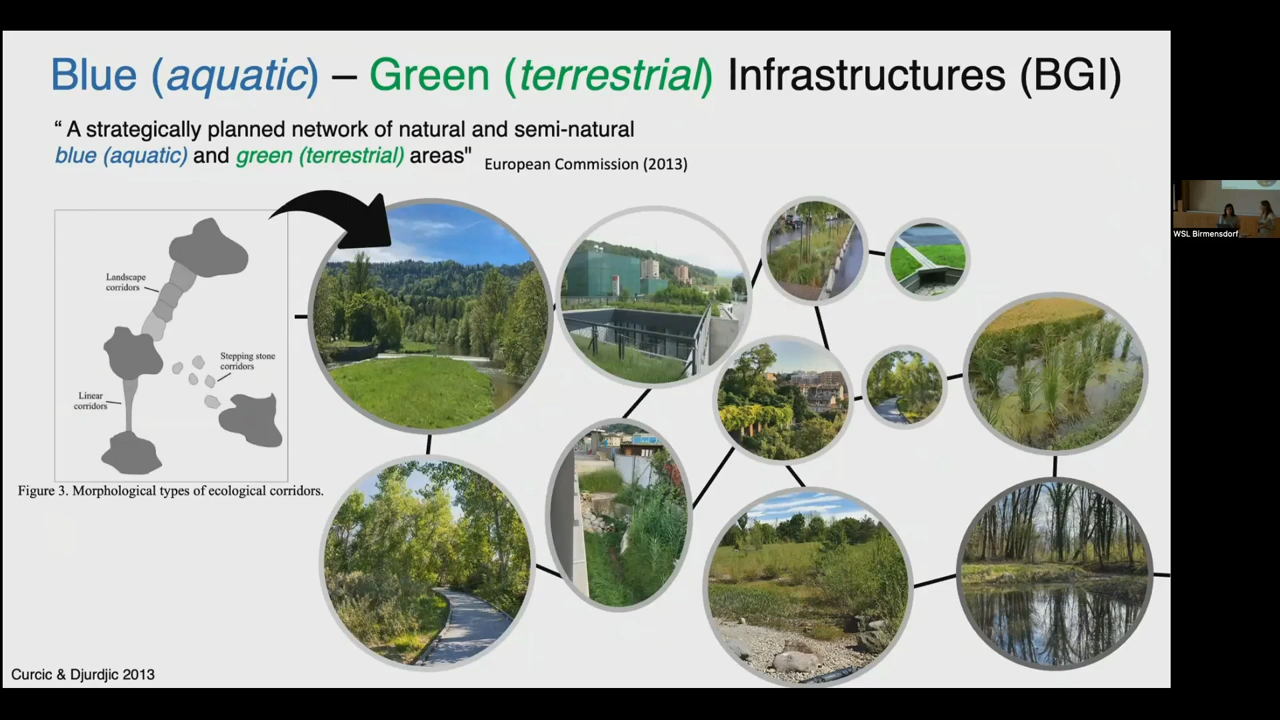 Blue (aquatic) – Green (terrestrial) Infrastructures (BGI)
“ A strategically planned network of natural and semi-natural
blue (aquatic) and green (terrestrial) areas"
European Commission (2013)
Landscape
corridors
Stepping stone
corridors
Linear
corridors
Figure 3. Morphological types of ecological corridors.
Curcic & Djurdjic 2013
WSL Birmensdorf